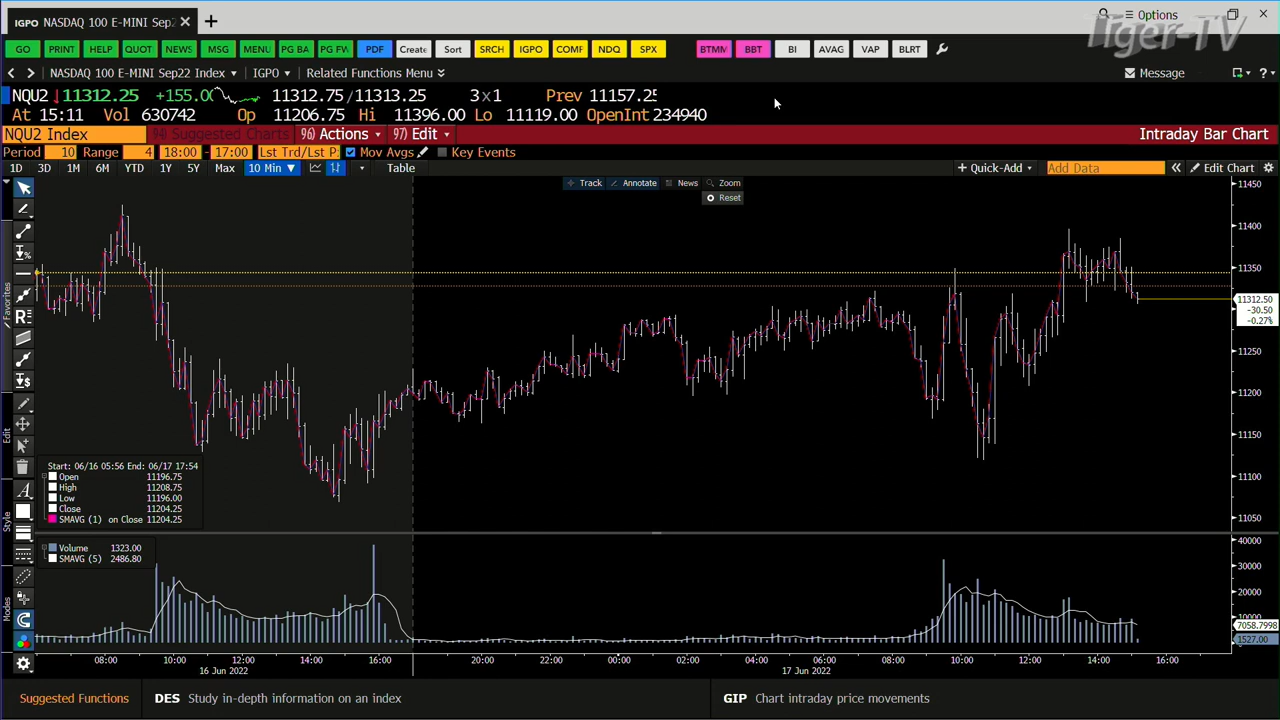 IGPO NASDAQ 100 E-MINI Sep2
Options
Tiger-TV
GO PRINT HELP QUOT NEWS MSG MENU PG BA PG FW PDF Create Sort SRCH IGPO COMF NDQ SPX BTMM BBT BI AVAG VAP BLRT
NASDAQ 100 E-MINI Sep22 Index IGPO Related Functions Menu Message
NQU2 11312.25 +155.00 11312.75/11313.25 3x1 Prev 11157.25
At 15:11 Vol 630742 Op 11206.75 Hi 11396.00 Lo 11119.00 OpenInt 234940
NQU2 Index 94) Suggested Charts 96) Actions 97) Edit Intraday Bar Chart
Period 10 Range 4 18:00 - 17:00 Lst Trd/Lst P Mov Avgs Key Events
1D 3D 1M 6M YTD 1Y 5Y Max 10 Min Table + Quick-Add Add Data Edit Chart
Track Annotate News Zoom
Reset
11450
11400
11350
11312.50
-30.50
-0.27%
11300
11250
11200
11150
11100
11050
Favorites
Edit
Style
Modes
Start: 06/16 05:56 End: 06/17 17:54
Open 11196.75
High 11208.75
Low 11196.00
Close 11204.25
SMAVG (1) on Close 11204.25
Volume 1323.00
SMAVG (5) 2486.80
40000
30000
20000
10000
7058.7998
1527.00
08:00 10:00 12:00 14:00 16:00 20:00 22:00 00:00 02:00 04:00 06:00 08:00 10:00 12:00 14:00 16:00
16 Jun 2022 17 Jun 2022
Suggested Functions DES Study in-depth information on an index GIP Chart intraday price movements